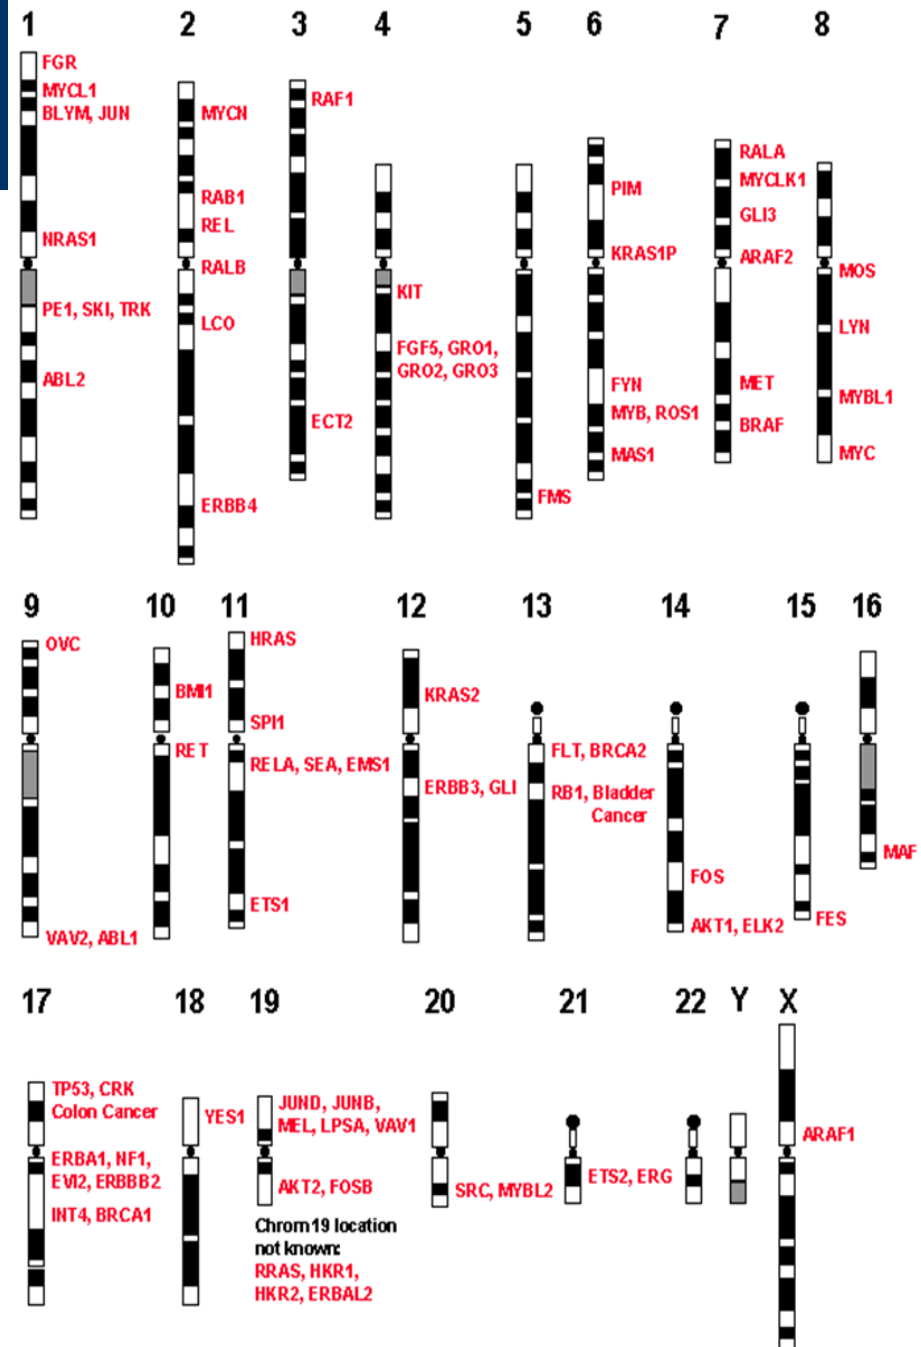 1 2 3 4 5 6 7 8
FGR
MYCL1
BLYM, JUN
NRAS1
PE1, SKI, TRK
ABL2
MYCN
RAB1
REL
RALB
LCO
ERBB4
RAF1
ECT2
KIT
FGF5, GRO1,
GRO2, GRO3
FMS
PIM
KRAS1P
FYN
MYB, ROS1
MAS1
RALA
MYCLK1
GLI3
ARAF2
MET
BRAF
MOS
LYN
MYBL1
MYC
9 10 11 12 13 14 15 16
OVC
VAV2, ABL1
BMI1
RET
HRAS
SPI1
RELA, SEA, EMS1
ETS1
KRAS2
ERBB3, GLI
FLT, BRCA2
RB1, Bladder
Cancer
FOS
AKT1, ELK2
FES
MAF
17 18 19 20 21 22 Y X
TP53, CRK
Colon Cancer
ERBA1, NF1,
EVI2, ERBBB2
INT4, BRCA1
YES1
JUND, JUNB,
MEL, LPSA, VAV1
AKT2, FOSB
Chrom 19 location
not known:
RRAS, HKR1,
HKR2, ERBAL2
SRC, MYBL2
ETS2, ERG
ARAF1